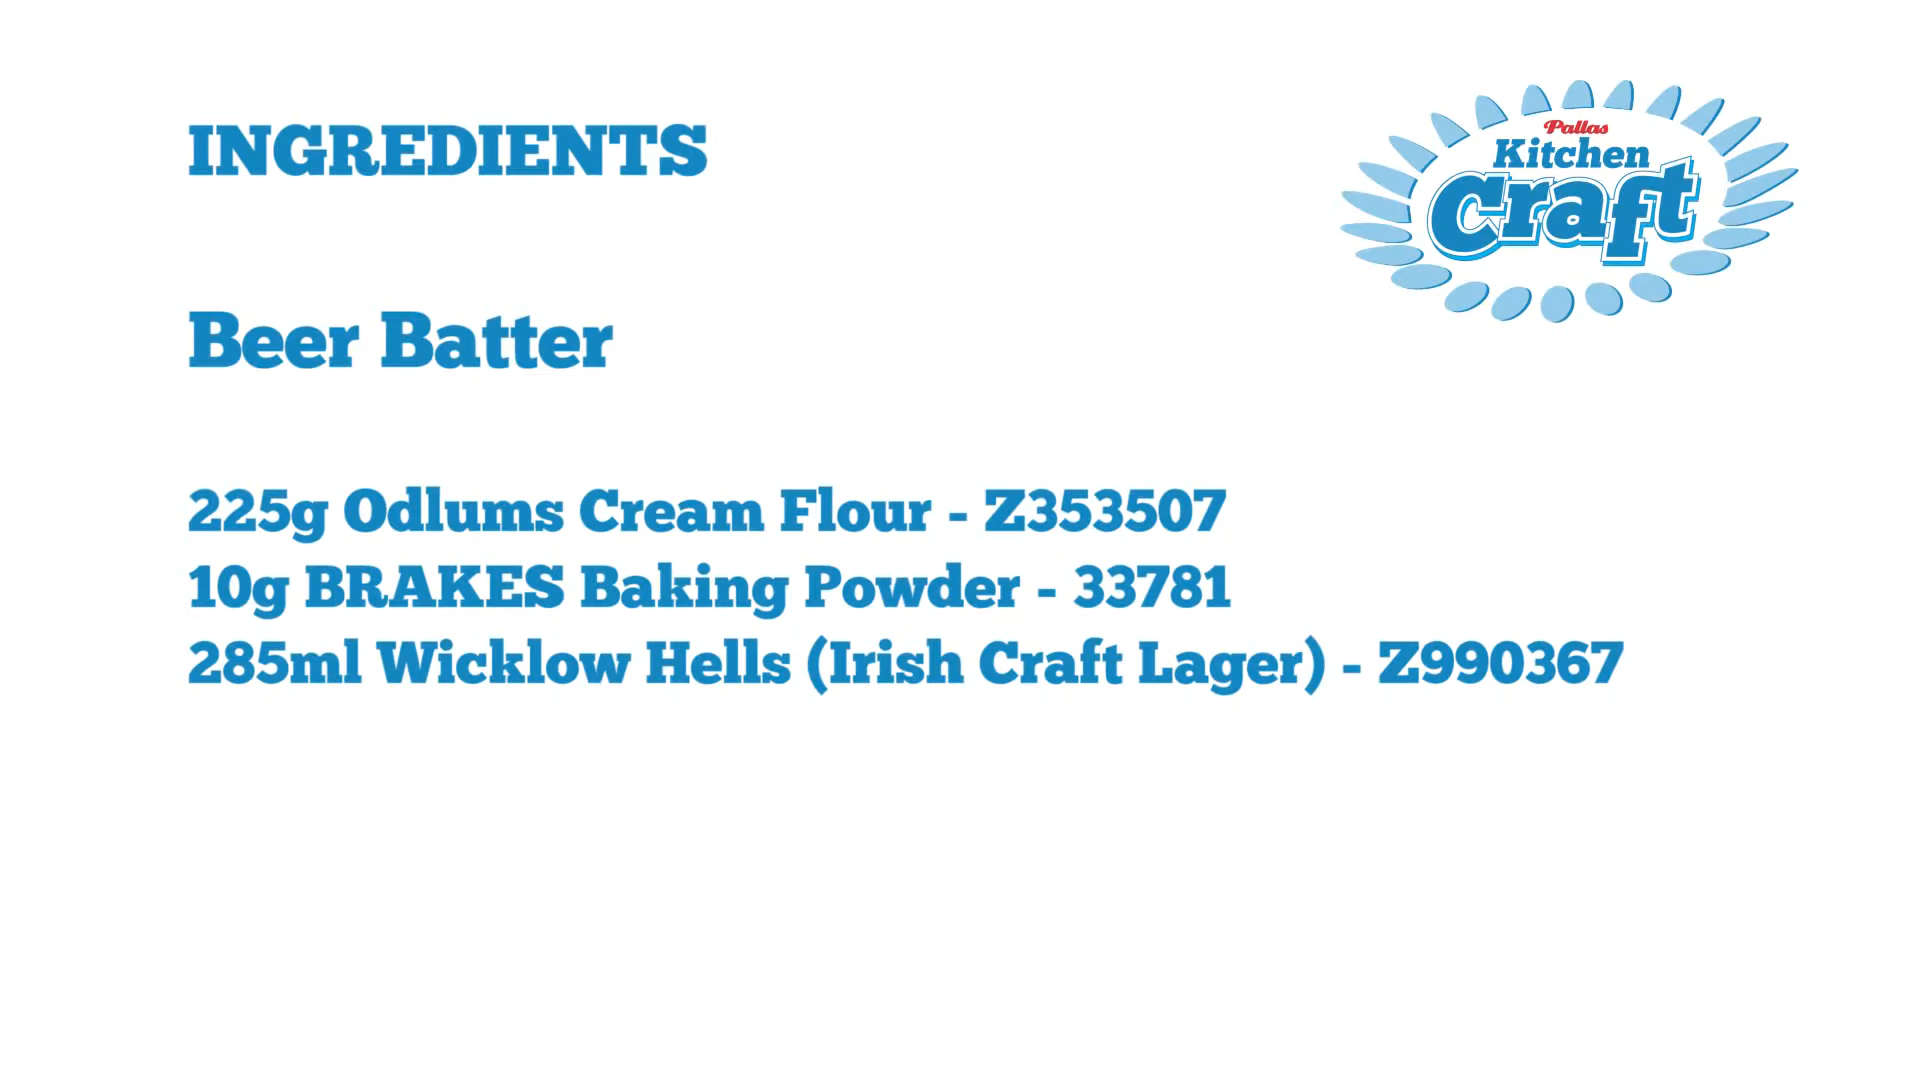 INGREDIENTS
Pallas
Kitchen
Craft
Beer Batter
225g Odlums Cream Flour - Z353507
10g BRAKES Baking Powder - 33781
285ml Wicklow Hells (Irish Craft Lager) - Z990367